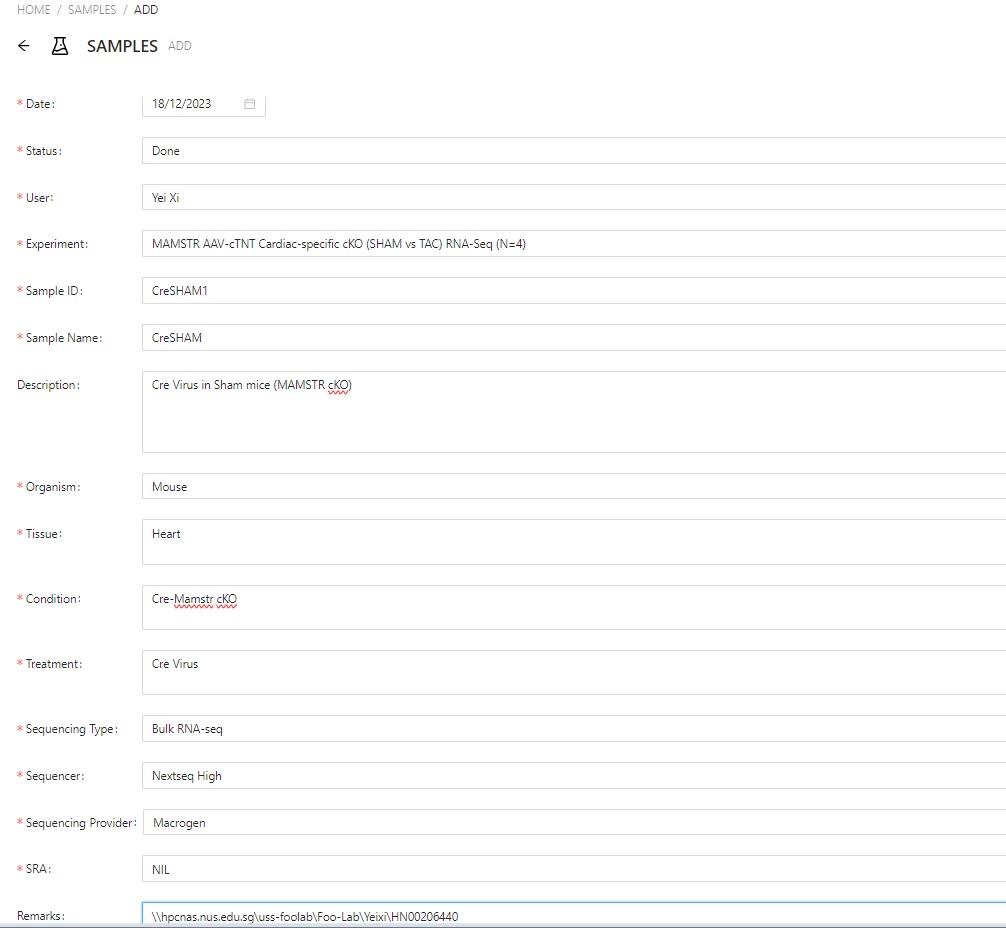 HOME / SAMPLES / ADD
SAMPLES ADD
* Date: 18/12/2023
* Status: Done
* User: Yei Xi
* Experiment: MAMSTR AAV-cTNT Cardiac-specific cKO (SHAM vs TAC) RNA-Seq (N=4)
* Sample ID: CreSHAM1
* Sample Name: CreSHAM
Description: Cre Virus in Sham mice (MAMSTR cKO)
* Organism: Mouse
* Tissue: Heart
* Condition: Cre-Mamstr cKO
* Treatment: Cre Virus
* Sequencing Type: Bulk RNA-seq
* Sequencer: Nextseq High
* Sequencing Provider: Macrogen
* SRA: NIL
Remarks: \\hpcnas.nus.edu.sg\uss-foolab\Foo-Lab\Yeixi\HN00206440